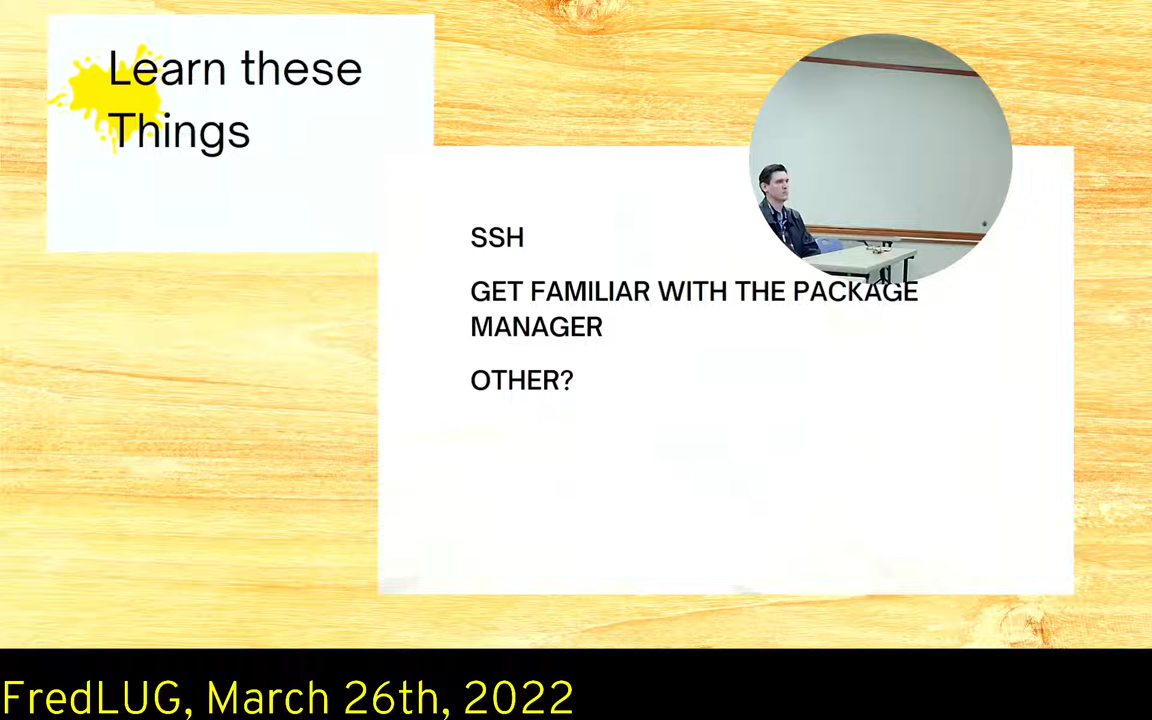 Learn these
Things
SSH
GET FAMILIAR WITH THE PACKAGE
MANAGER
OTHER?
FredLUG, March 26th, 2022